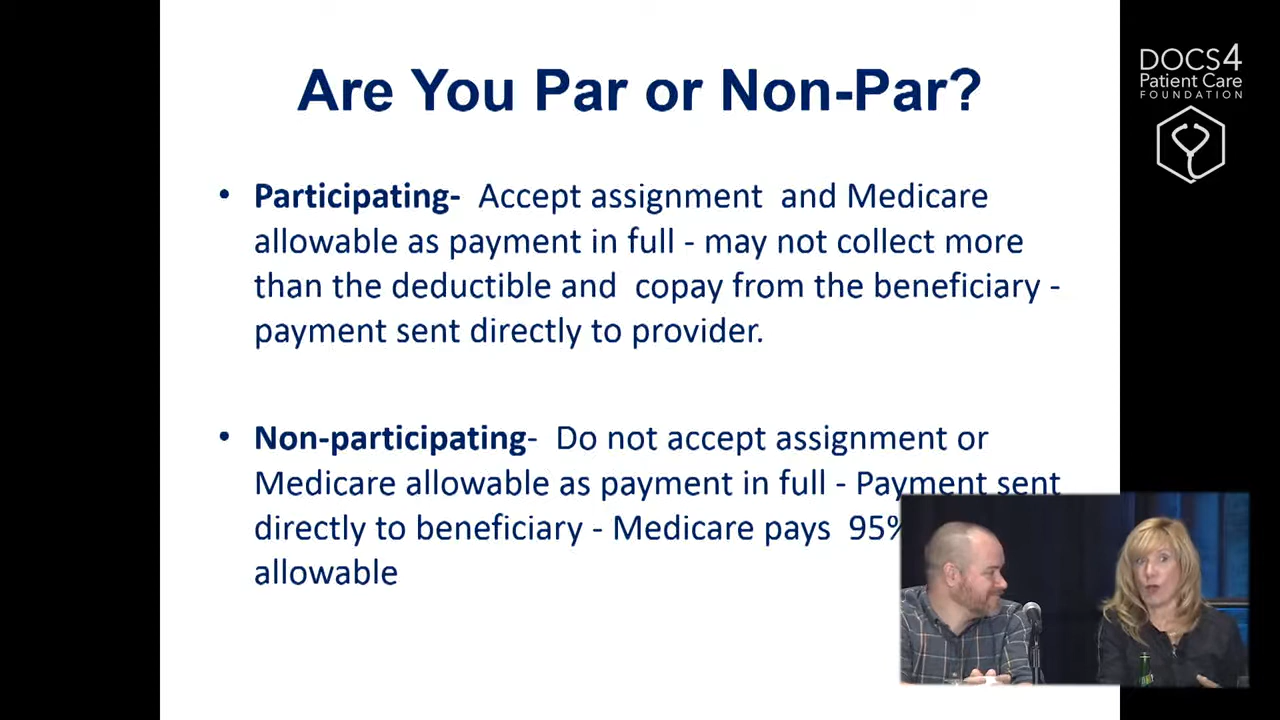 Are You Par or Non-Par?
DOCS4
Patient Care
FOUNDATION
• Participating- Accept assignment and Medicare
allowable as payment in full - may not collect more
than the deductible and copay from the beneficiary -
payment sent directly to provider.
• Non-participating- Do not accept assignment or
Medicare allowable as payment in full - Payment sent
directly to beneficiary - Medicare pays 95%
allowable